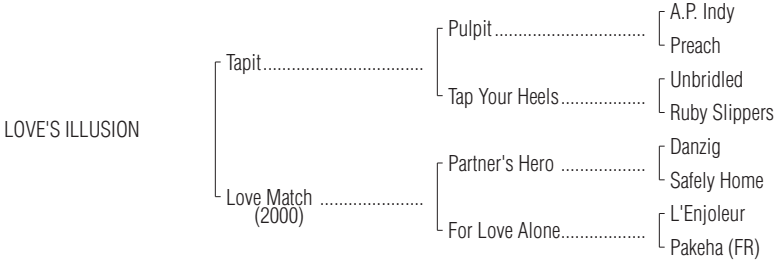 A.P. Indy
Pulpit..............................
Preach
Tapit................................
Unbridled
Tap Your Heels.................
Ruby Slippers
LOVE'S ILLUSION
Danzig
Partner's Hero .................
Safely Home
Love Match .....................
(2000)
L'Enjoleur
For Love Alone.................
Pakeha (FR)